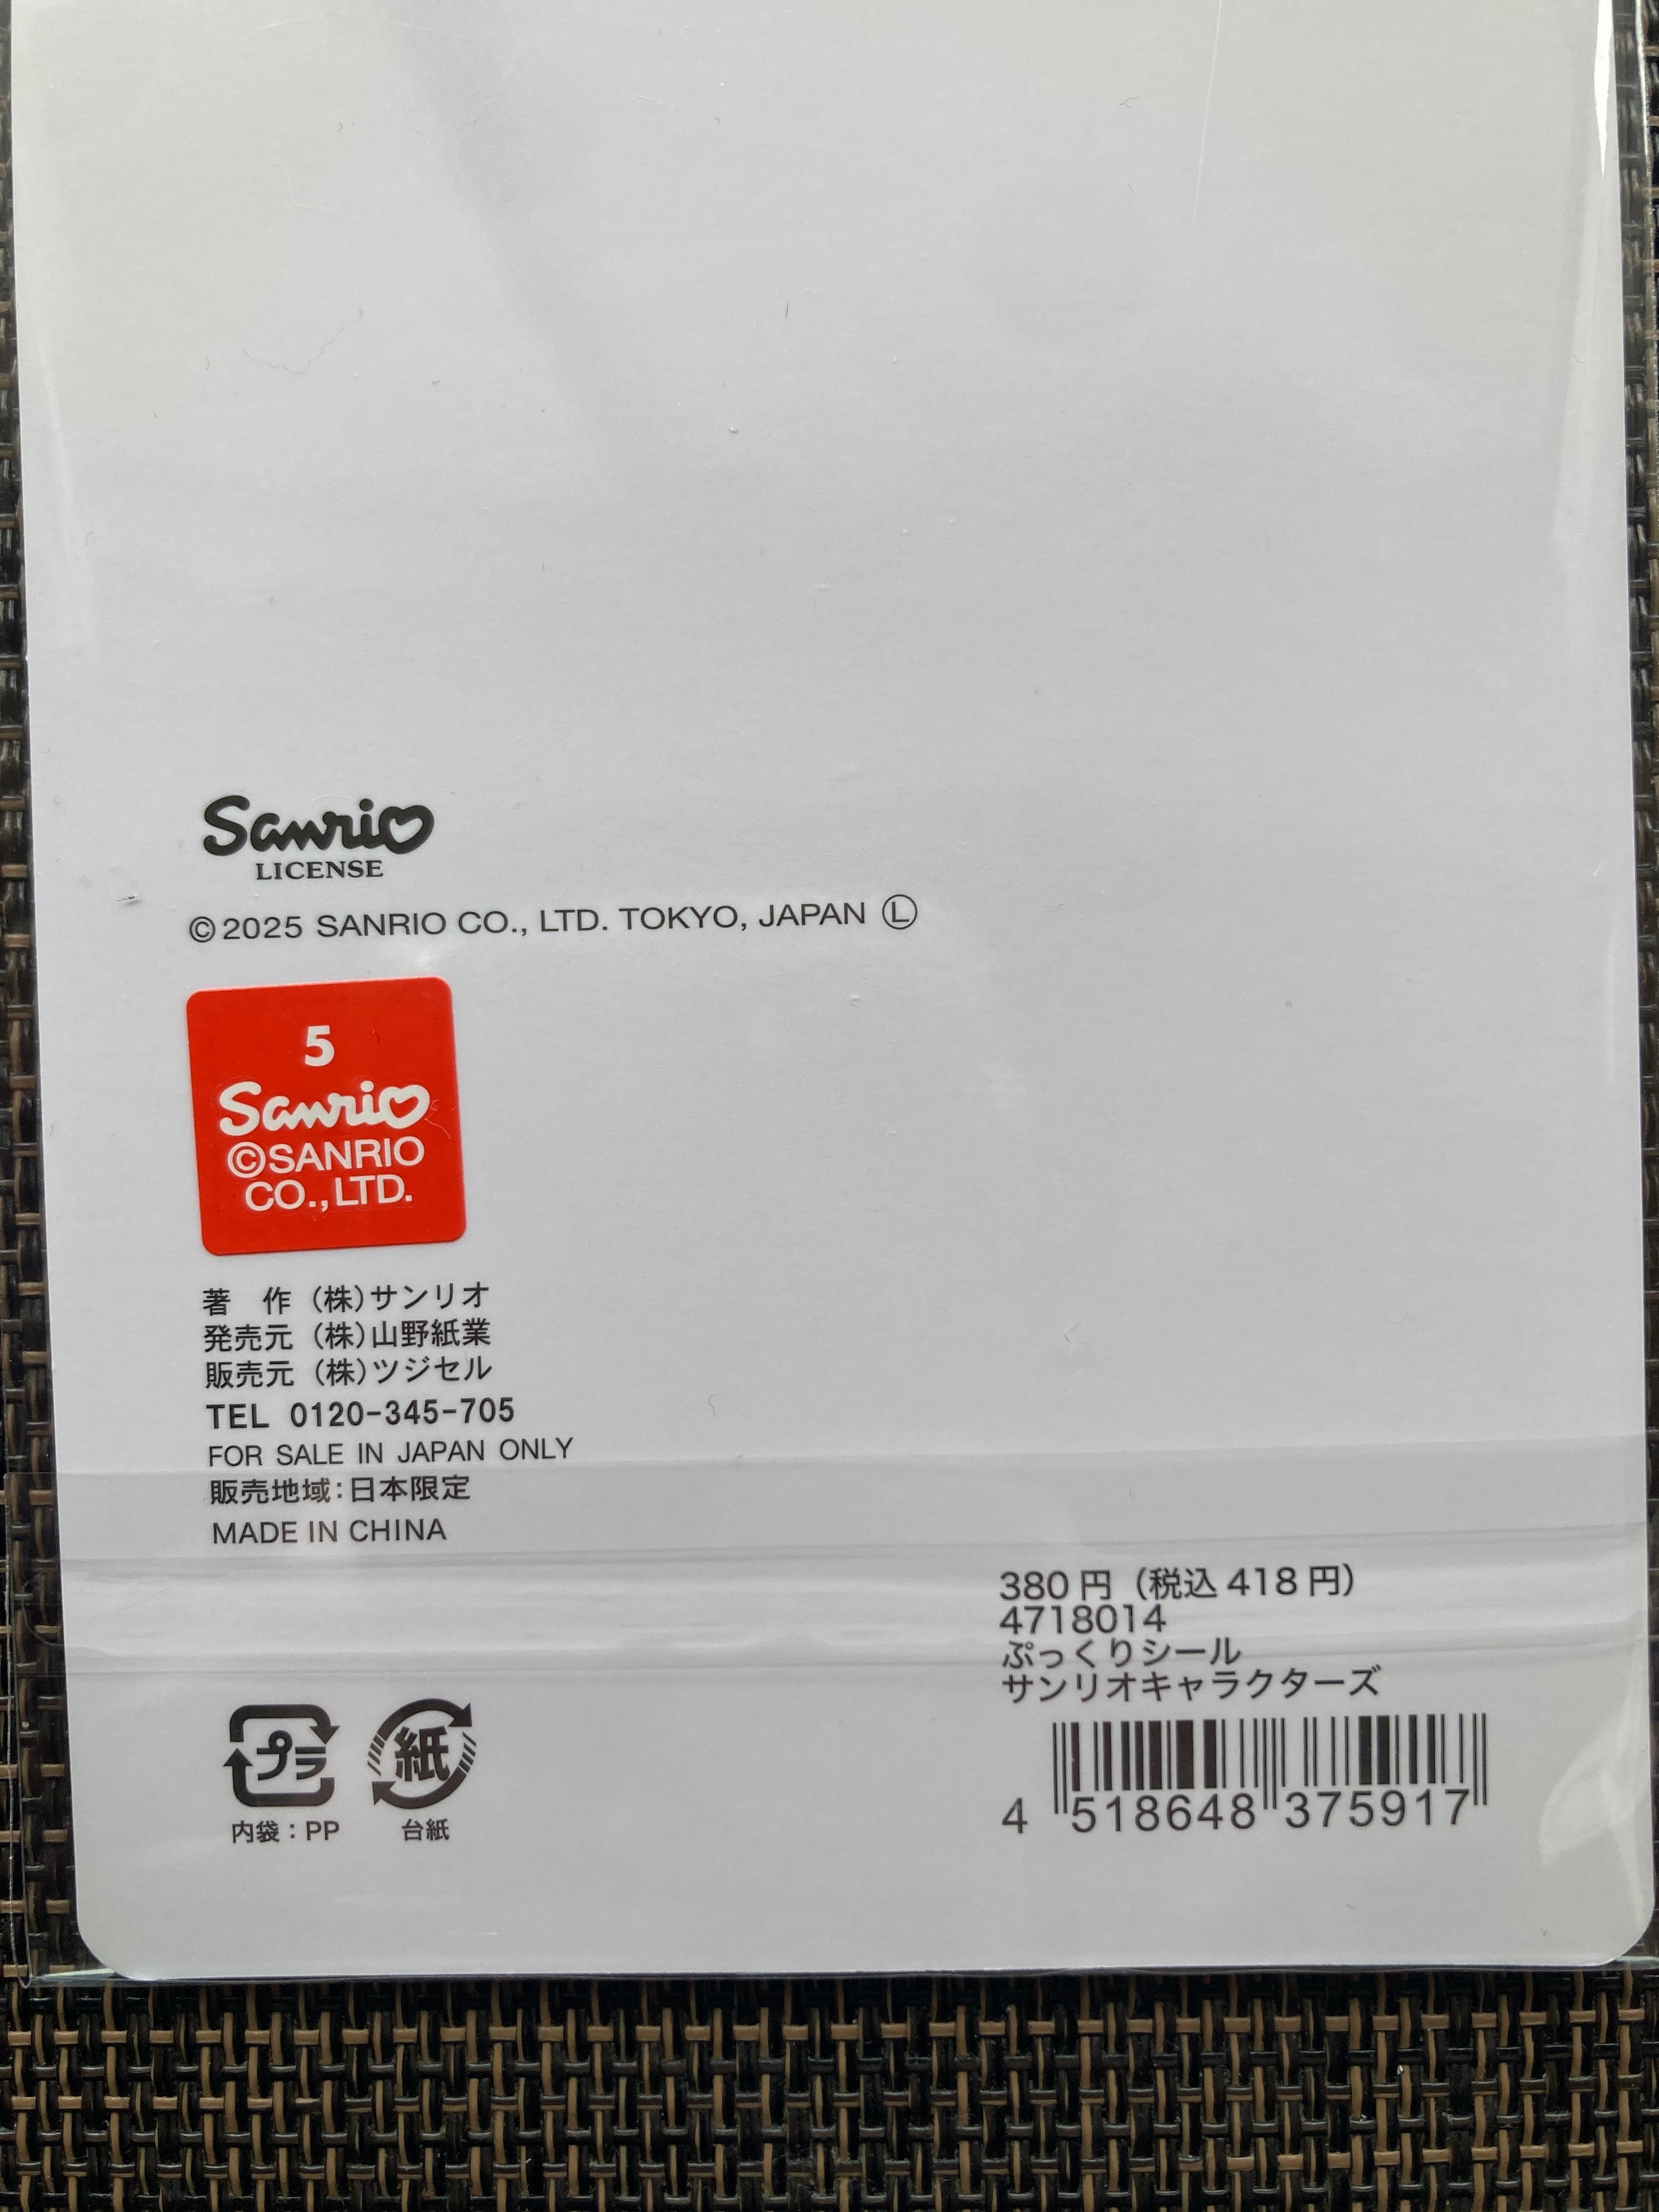 Sanrio
LICENSE
©2025 SANRIO CO., LTD. TOKYO, JAPAN Ⓛ
5
Sanrio
©SANRIO
CO.,LTD.
著　作 (株)サンリオ
発売元 (株)山野紙業
販売元 (株)ツジセル
TEL 0120-345-705
FOR SALE IN JAPAN ONLY
販売地域:日本限定
MADE IN CHINA
380円（税込418円）
4718014
ぷっくりシール
サンリオキャラクターズ
4 518648 375917
プラ
紙
内袋：PP
台紙